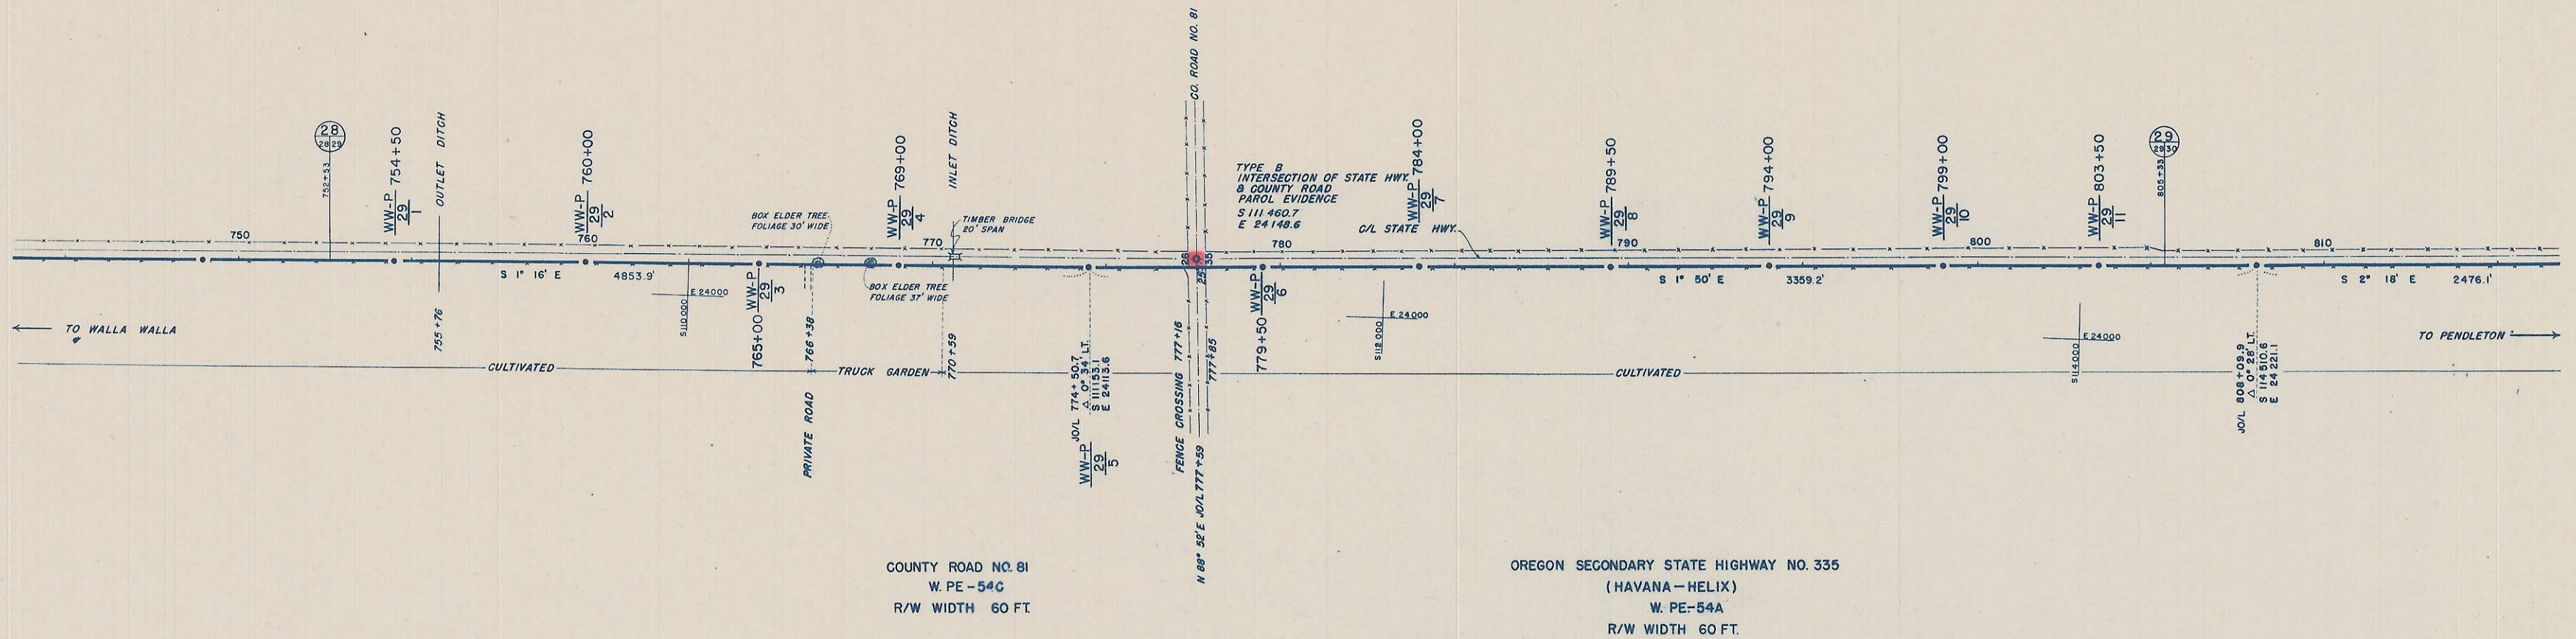 CO. ROAD NO. 81
28
28 29
752+53
WW-P 754+50
29
1
OUTLET DITCH
755+76
WW-P 760+00
29
2
BOX ELDER TREE
FOLIAGE 30' WIDE
WW-P 769+00
29
4
INLET DITCH
TIMBER BRIDGE
20' SPAN
TYPE B
INTERSECTION OF STATE HWY.
& COUNTY ROAD
PAROL EVIDENCE
S 111 460.7
E 24 148.6
WW-P 784+00
29
7
C/L STATE HWY.
WW-P 789+50
29
8
WW-P 794+00
29
9
WW-P 799+00
29
10
WW-P 803+50
29
11
29
29 30
805+33
750
760
770
780
790
800
810
S 1° 16' E 4853.9'
S 1° 50' E 3359.2'
S 2° 18' E 2476.1'
E 24000
S 110 000
765+00 WW-P
29
3
BOX ELDER TREE
FOLIAGE 37' WIDE
26
35
25
779+50 WW-P
29
6
E 24000
S 112 000
E 24000
S 114 000
TO WALLA WALLA
TO PENDLETON
CULTIVATED
TRUCK GARDEN
CULTIVATED
PRIVATE ROAD 766+38
770+59
JO/L 774+50.7
Δ 0° 34' LT.
S 111153.1
E 24113.6
WW-P
29
5
FENCE CROSSING 777+16
777+85
N 88° 52' E JO/L 777+59
JO/L 808+09.9
Δ 0° 28' LT.
S 114 510.6
E 24 221.1
COUNTY ROAD NO. 81
W. PE-54C
R/W WIDTH 60 FT.
OREGON SECONDARY STATE HIGHWAY NO. 335
(HAVANA-HELIX)
W. PE-54A
R/W WIDTH 60 FT.